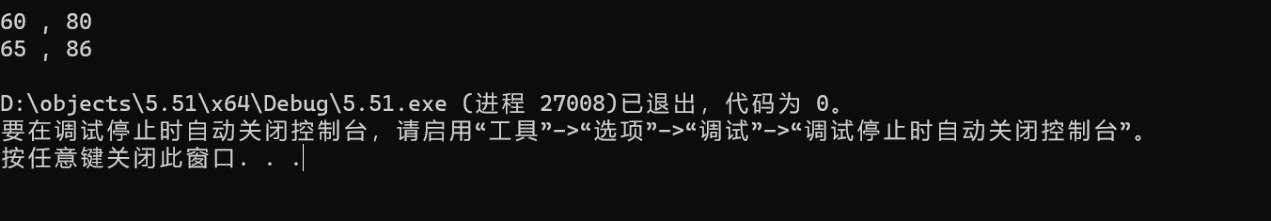 60 , 80
65 , 86
D:\objects\5.51\x64\Debug\5.51.exe (进程 27008)已退出，代码为 0。
要在调试停止时自动关闭控制台，请启用“工具”->“选项”->“调试”->“调试停止时自动关闭控制台”。
按任意键关闭此窗口. . .